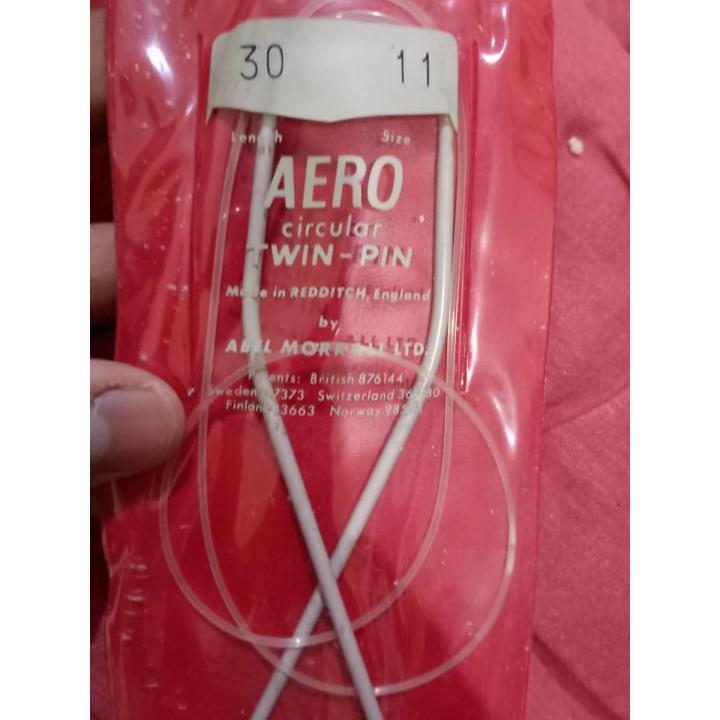 30 11
Length Size
AERO
circular
TWIN-PIN
Made in REDDITCH, England
by
ABEL MORRALL LTD.
Patents: British 876144
Sweden Switzerland
Finland Norway